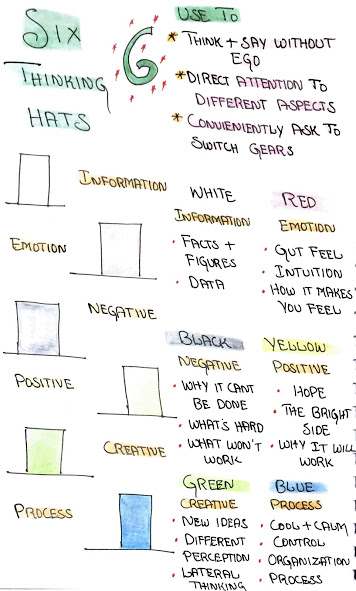 SIX
THINKING
HATS
6
USE TO
* THINK + SAY WITHOUT
EGO
* DIRECT ATTENTION TO
DIFFERENT ASPECTS
* CONVENIENTLY ASK TO
SWITCH GEARS
INFORMATION
EMOTION
NEGATIVE
POSITIVE
CREATIVE
PROCESS
WHITE
INFORMATION
• FACTS +
FIGURES
• DATA
RED
EMOTION
• GUT FEEL
• INTUITION
• HOW IT MAKES
YOU FEEL
BLACK
NEGATIVE
• WHY IT CANT
BE DONE
• WHAT'S HARD
• WHAT WON'T
WORK
YELLOW
POSITIVE
• HOPE
• THE BRIGHT
SIDE
• WHY IT WILL
WORK
GREEN
CREATIVE
• NEW IDEAS
• DIFFERENT
PERCEPTION
• LATERAL
THINKING
BLUE
PROCESS
• COOL + CALM
• CONTROL
• ORGANIZATION
• PROCESS